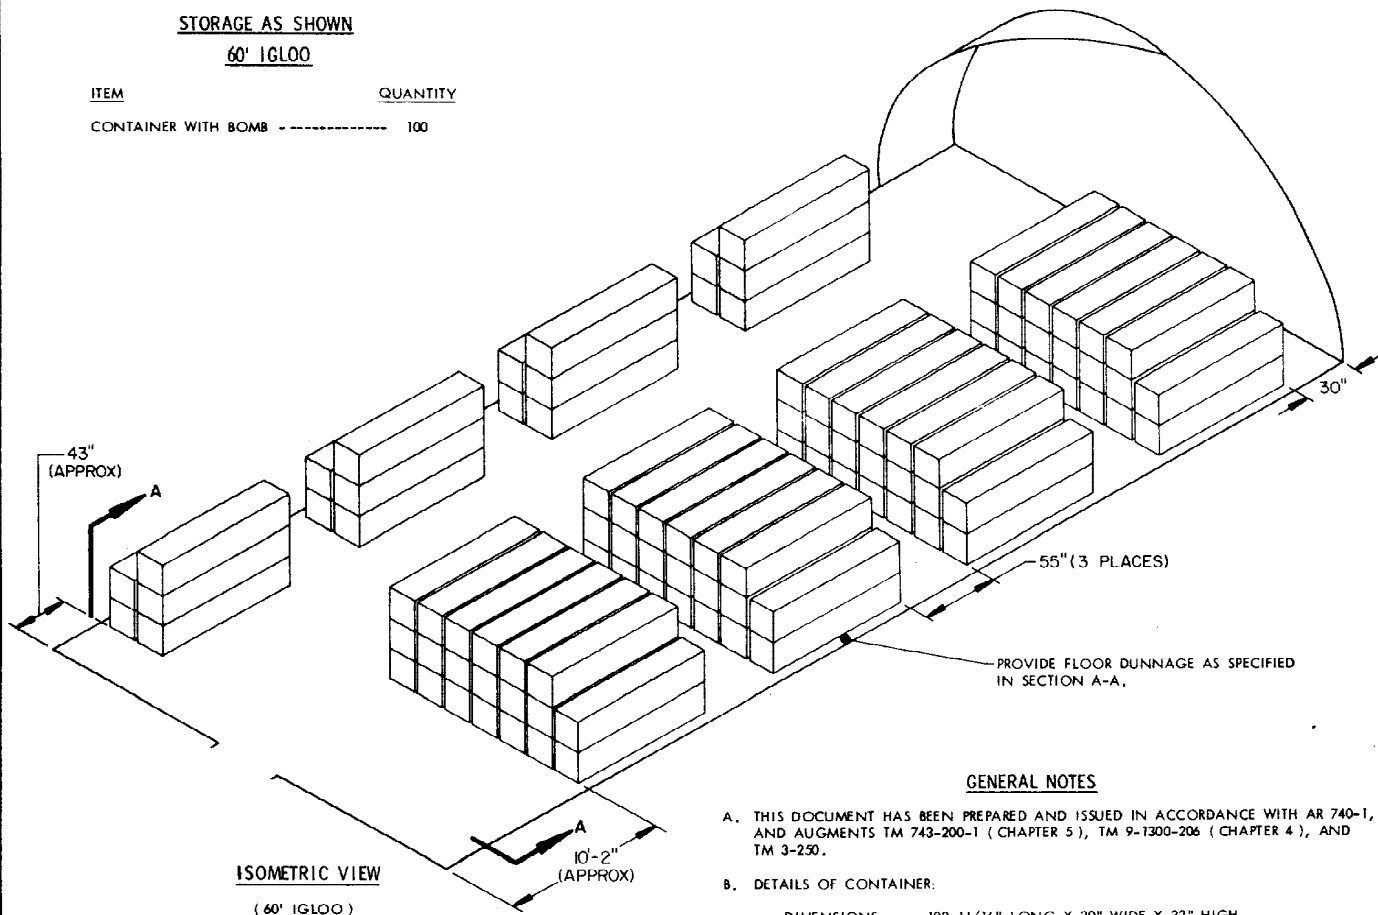 STORAGE AS SHOWN
60' IGLOO
ITEM QUANTITY
CONTAINER WITH BOMB - - - - - - - - - - - - - - 100
30"
43"
(APPROX)
A
55"(3 PLACES)
PROVIDE FLOOR DUNNAGE AS SPECIFIED
IN SECTION A-A.
A
10'-2"
(APPROX)
ISOMETRIC VIEW
(60' IGLOO)
GENERAL NOTES
A. THIS DOCUMENT HAS BEEN PREPARED AND ISSUED IN ACCORDANCE WITH AR 740-1,
AND AUGMENTS TM 743-200-1 (CHAPTER 5), TM 9-1300-206 (CHAPTER 4), AND
TM 3-250.
B. DETAILS OF CONTAINER:
LONG X WIDE X HIGH